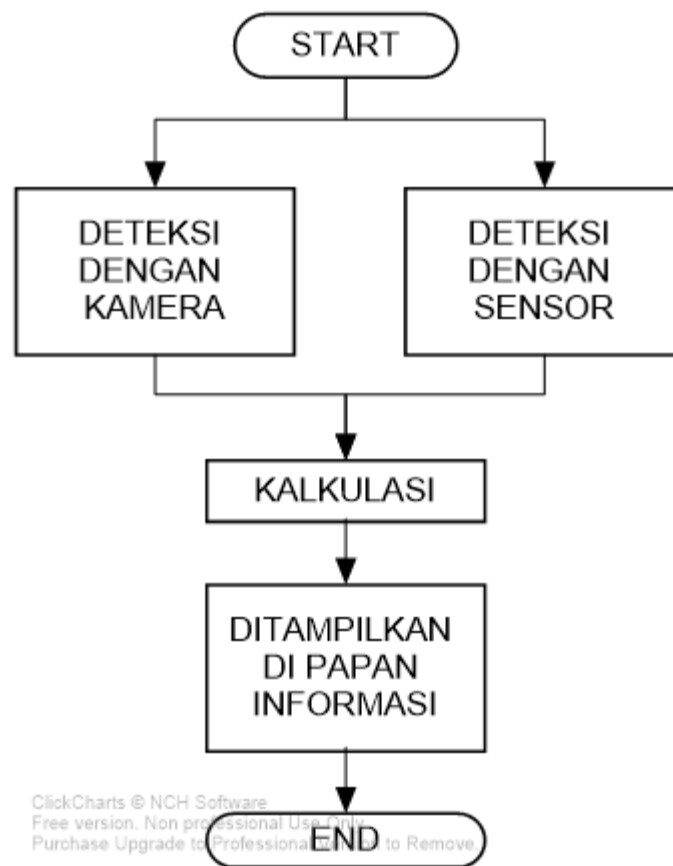 START
DETEKSI
DENGAN
KAMERA
DETEKSI
DENGAN
SENSOR
KALKULASI
DITAMPILKAN
DI PAPAN
INFORMASI
ClickCharts © NCH Software
Free version. Non professional Use Only.
END
Purchase Upgrade to Professional version to Remove.